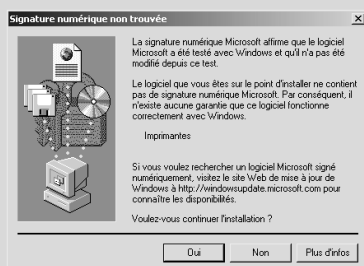 Signature numérique non trouvée
La signature numérique Microsoft affirme que le logiciel
Microsoft a été testé avec Windows et qu'il n'a pas été
modifié depuis ce test.
Le logiciel que vous êtes sur le point d'installer ne contient
pas de signature numérique Microsoft. Par conséquent, il
n'existe aucune garantie que ce logiciel fonctionne
correctement avec Windows.
Imprimantes
Si vous voulez rechercher un logiciel Microsoft signé
numériquement, visitez le site Web de mise à jour de
Windows à http://windowsupdate.microsoft.com pour
connaître les disponibilités.
Voulez-vous continuer l'installation ?
Oui
Non
Plus d'infos